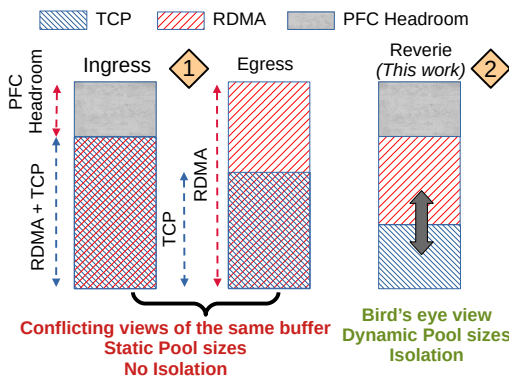 TCP
RDMA
PFC Headroom
Ingress
1
Egress
Reverie
(This work)
2
PFC
Headroom
RDMA + TCP
TCP
RDMA
Conflicting views of the same buffer
Static Pool sizes
No Isolation
Bird's eye view
Dynamic Pool sizes
Isolation